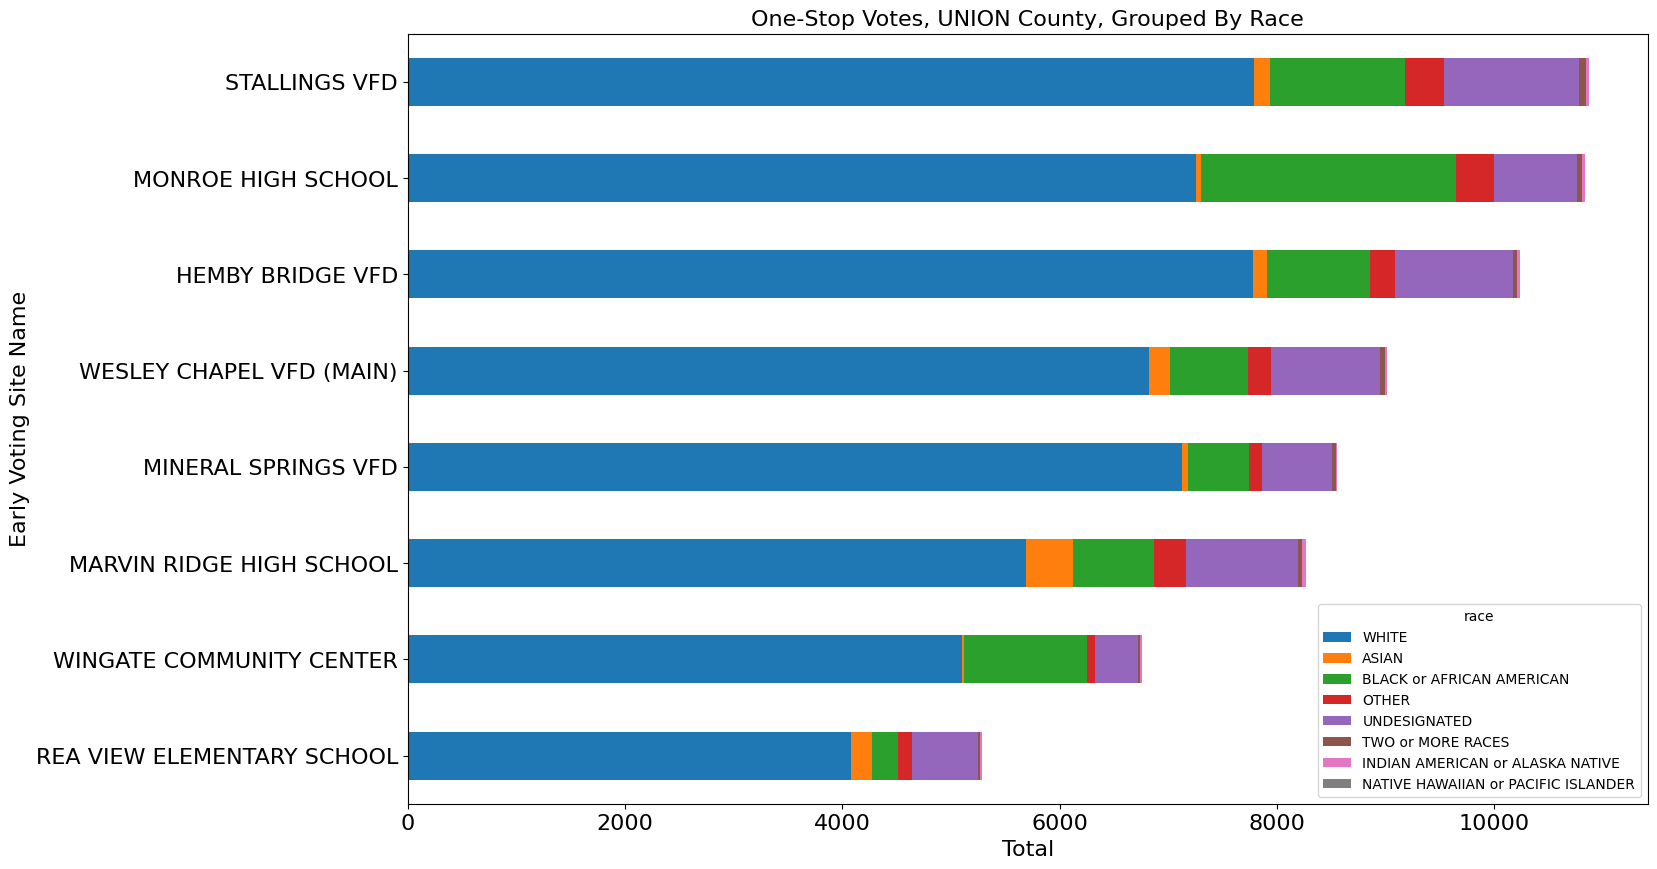 One-Stop Votes, UNION County, Grouped By Race
Early Voting Site Name
STALLINGS VFD
MONROE HIGH SCHOOL
HEMBY BRIDGE VFD
WESLEY CHAPEL VFD (MAIN)
MINERAL SPRINGS VFD
MARVIN RIDGE HIGH SCHOOL
WINGATE COMMUNITY CENTER
REA VIEW ELEMENTARY SCHOOL
race
WHITE
ASIAN
BLACK or AFRICAN AMERICAN
OTHER
UNDESIGNATED
TWO or MORE RACES
INDIAN AMERICAN or ALASKA NATIVE
NATIVE HAWAIIAN or PACIFIC ISLANDER
0 2000 4000 6000 8000 10000
Total